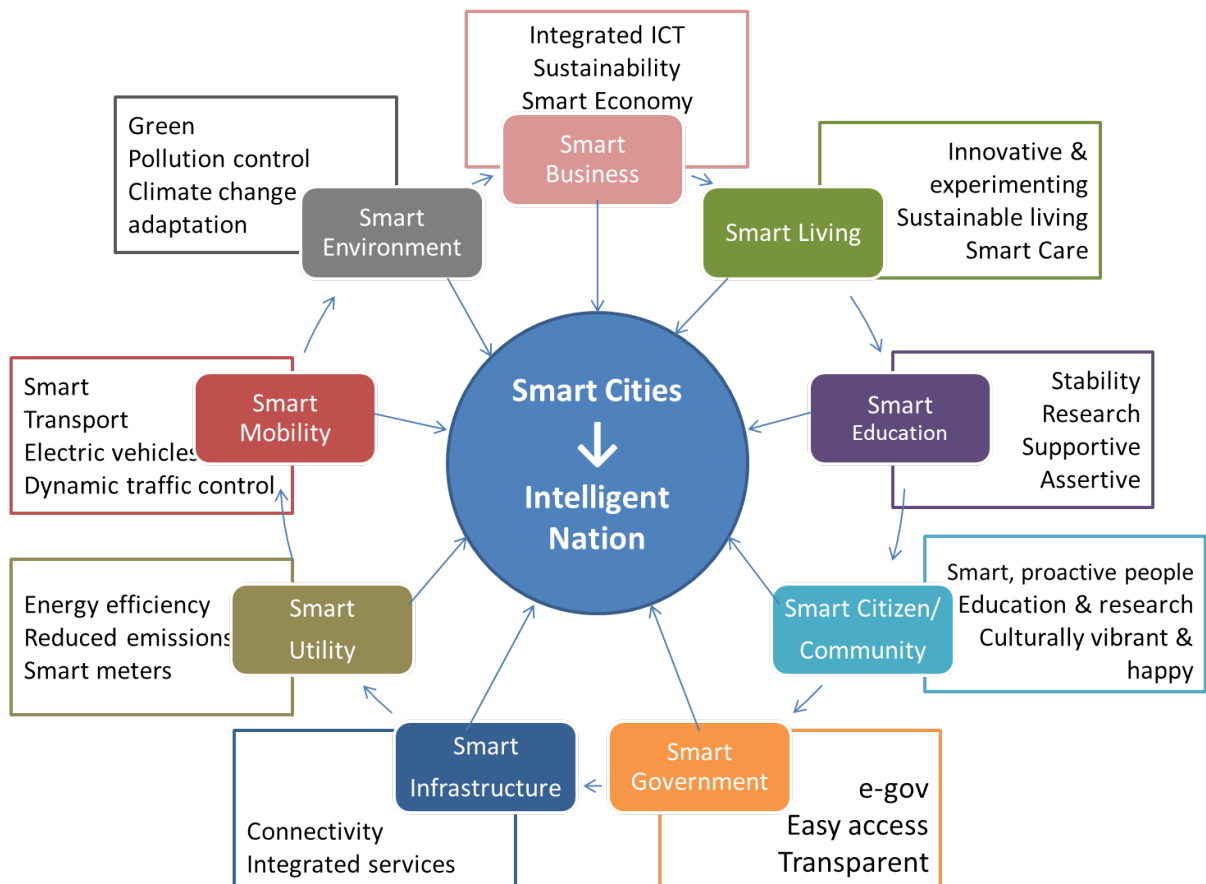 Integrated ICT
Sustainability
Smart Economy
Smart
Business
Innovative &
experimenting
Sustainable living
Smart Care
Smart Living
Stability
Research
Supportive
Assertive
Smart
Education
Smart, proactive people
Education & research
Culturally vibrant &
happy
Smart Citizen/
Community
e-gov
Easy access
Transparent
Smart
Government
Smart
Infrastructure
Connectivity
Integrated services
Energy efficiency
Reduced emissions
Smart meters
Smart
Utility
Smart
Transport
Electric vehicles
Dynamic traffic control
Smart
Mobility
Green
Pollution control
Climate change
adaptation
Smart
Environment
Smart Cities
Intelligent
Nation